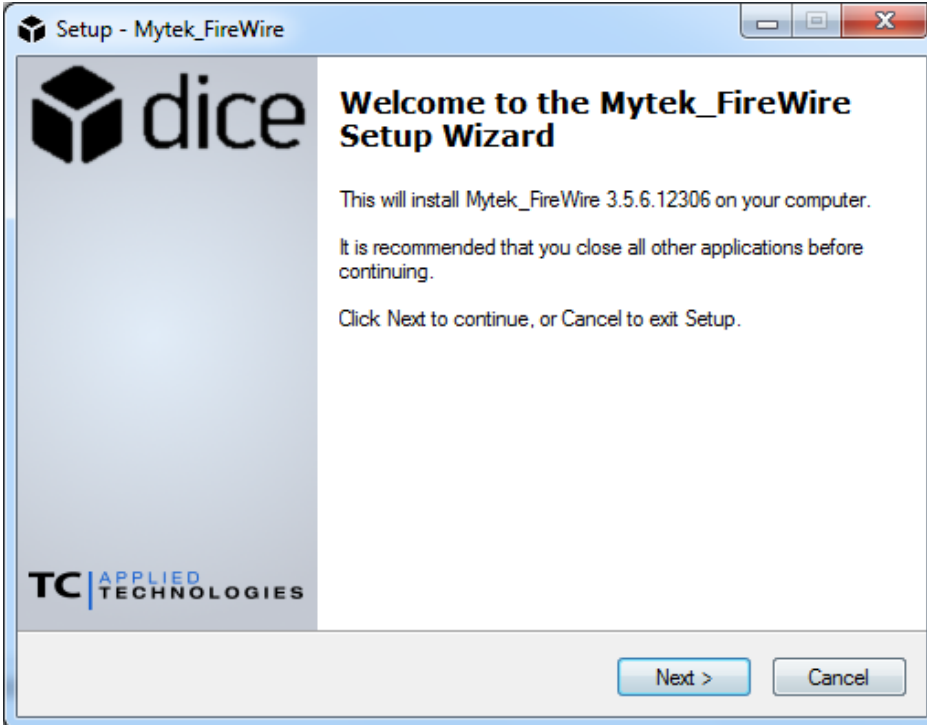 Setup - Mytek_FireWire
dice
Welcome to the Mytek_FireWire
Setup Wizard
This will install Mytek_FireWire 3.5.6.12306 on your computer.
It is recommended that you close all other applications before
continuing.
Click Next to continue, or Cancel to exit Setup.
TC APPLIED
TECHNOLOGIES
Next >
Cancel